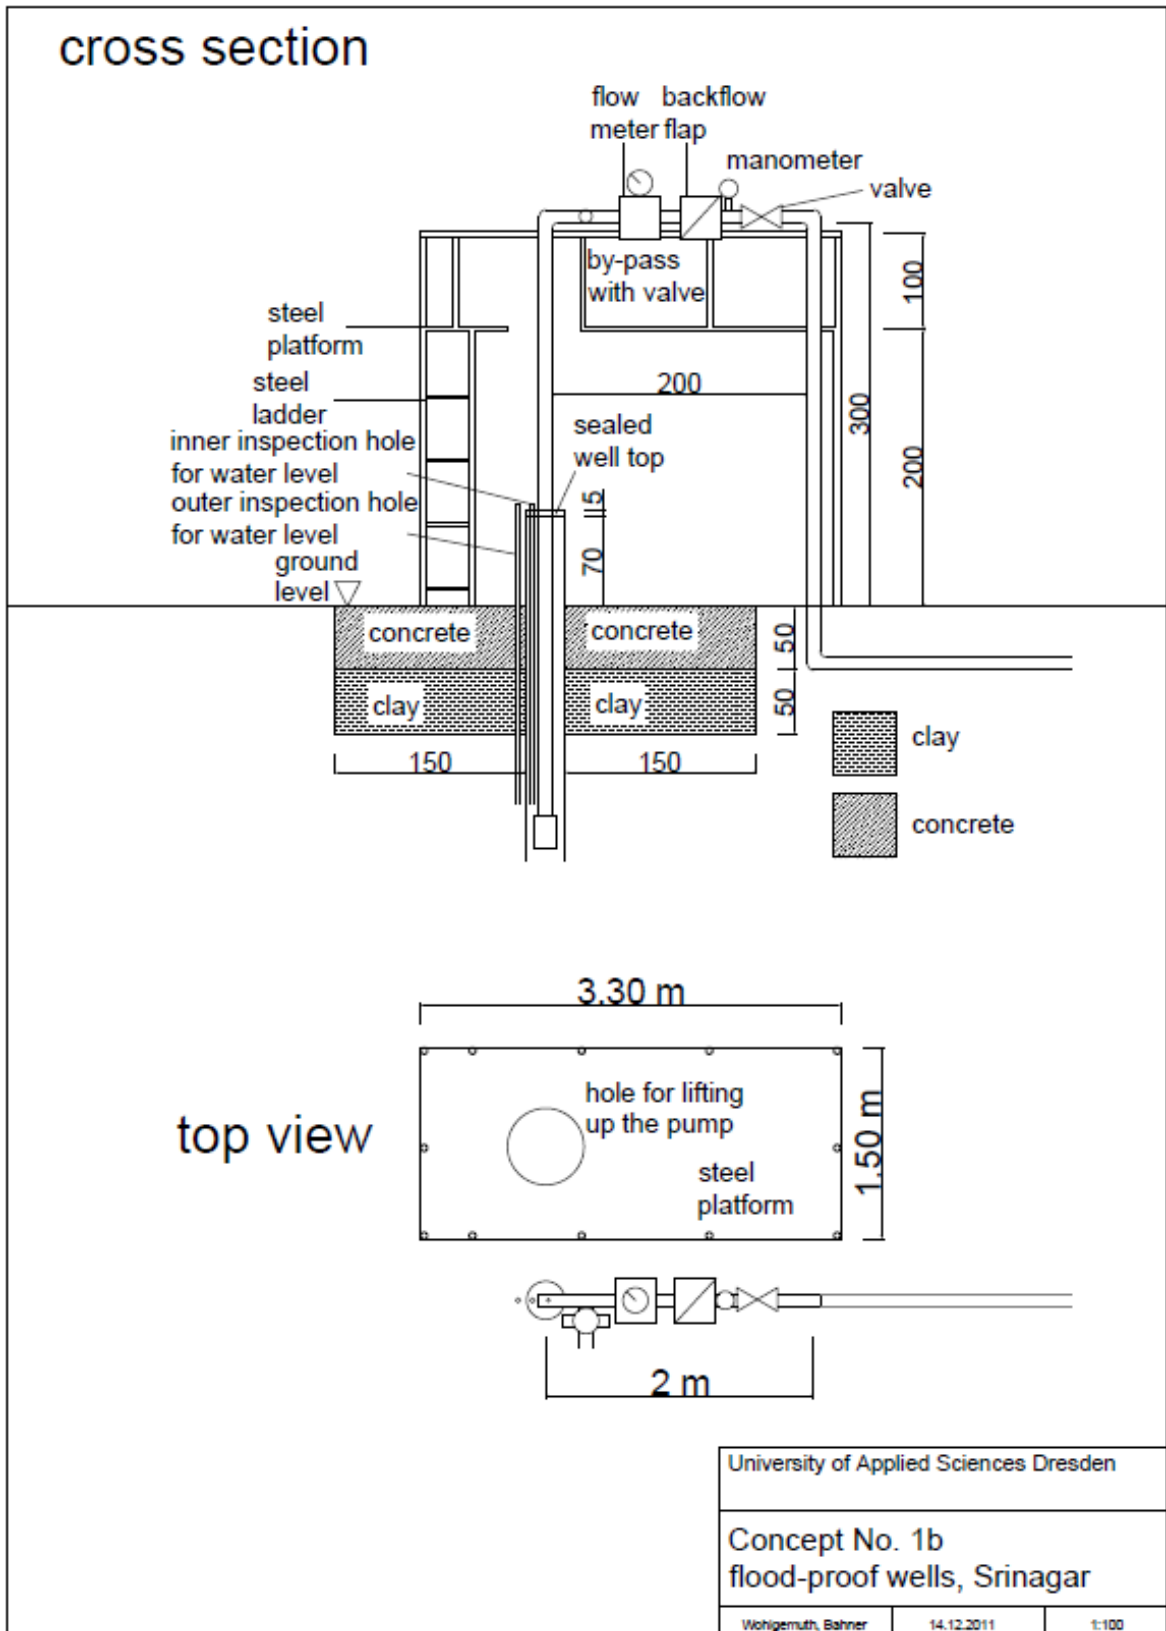 cross section
flow backflow
meter flap
manometer
valve
by-pass
with valve
100
steel
platform
200
300
200
steel
ladder
inner inspection hole
for water level
outer inspection hole
for water level
sealed
well top
5
70
ground
level
concrete
concrete
50
clay
clay
50
150
150
clay
concrete
3.30 m
top view
hole for lifting
up the pump
steel
platform
1.50 m
2 m
University of Applied Sciences Dresden
Concept No. 1b
flood-proof wells, Srinagar
Wohlgemuth, Bahner
14.12.2011
1:100